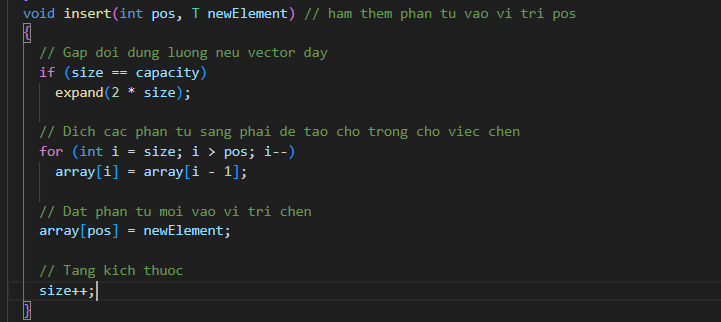 void insert(int pos, T newElement) // ham them phan tu vao vi tri pos
{
// Gap doi dung luong neu vector day
if (size == capacity)
expand(2 * size);
// Dich cac phan tu sang phai de tao cho trong cho viec chen
for (int i = size; i > pos; i--)
array[i] = array[i - 1];
// Dat phan tu moi vao vi tri chen
array[pos] = newElement;
// Tang kich thuoc
size++;
}